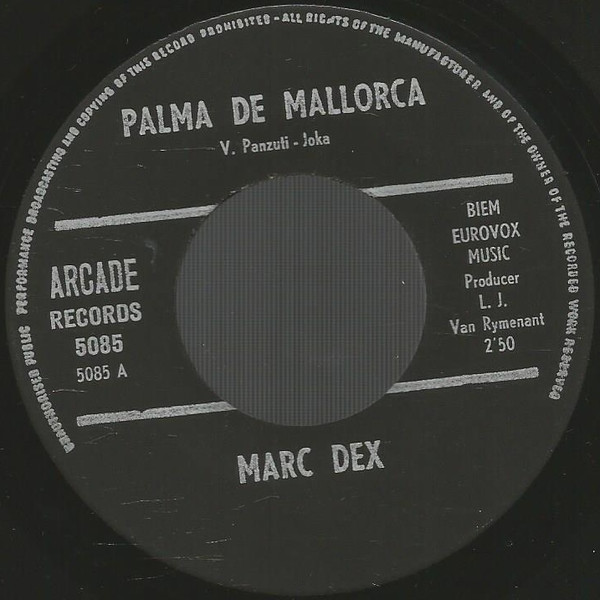 UNAUTHORISED PUBLIC PERFORMANCE BROADCASTING AND COPYING OF THIS RECORD PROHIBITED - ALL RIGHTS OF THE MANUFACTURER AND OF THE OWNER OF THE RECORDED WORK RESERVED
PALMA DE MALLORCA
V. Panzuti - Joka
ARCADE
RECORDS
5085
5085 A
BIEM
EUROVOX
MUSIC
Producer
L. J.
Van Rymenant
2'50
MARC DEX